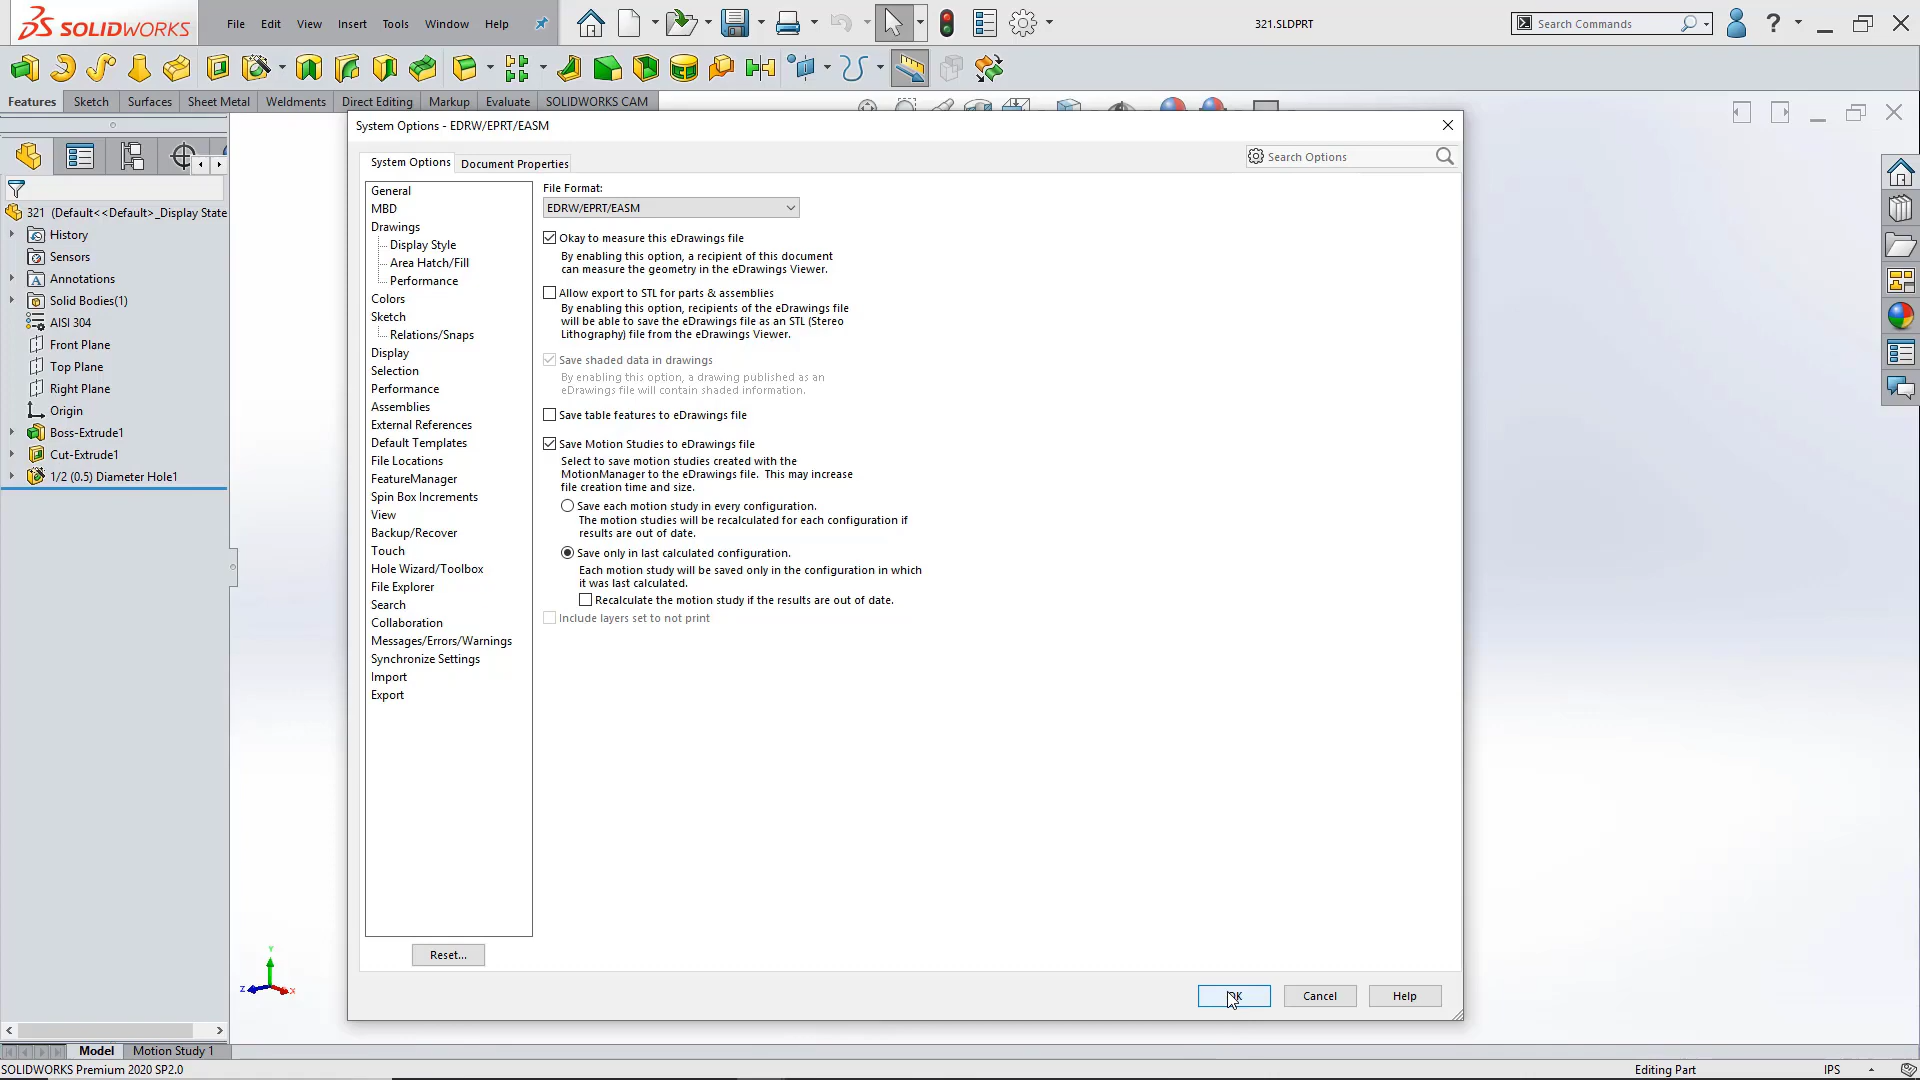 SOLIDWORKS
File Edit View Insert Tools Window Help
321.SLDPRT
Search Commands
Features Sketch Surfaces Sheet Metal Weldments Direct Editing Markup Evaluate SOLIDWORKS CAM
321 (Default<<Default>_Display State
History
Sensors
Annotations
Solid Bodies(1)
AISI 304
Front Plane
Top Plane
Right Plane
Origin
Boss-Extrude1
Cut-Extrude1
1/2 (0.5) Diameter Hole1
System Options - EDRW/EPRT/EASM
System Options Document Properties
Search Options
General
MBD
Drawings
Display Style
Area Hatch/Fill
Performance
Colors
Sketch
Relations/Snaps
Display
Selection
Performance
Assemblies
External References
Default Templates
File Locations
FeatureManager
Spin Box Increments
View
Backup/Recover
Touch
Hole Wizard/Toolbox
File Explorer
Search
Collaboration
Messages/Errors/Warnings
Synchronize Settings
Import
Export
Reset...
File Format:
EDRW/EPRT/EASM
Okay to measure this eDrawings file
By enabling this option, a recipient of this document
can measure the geometry in the eDrawings Viewer.
Allow export to STL for parts & assemblies
By enabling this option, recipients of the eDrawings file
will be able to save the eDrawings file as an STL (Stereo
Lithography) file from the eDrawings Viewer.
Save shaded data in drawings
By enabling this option, a drawing published as an
eDrawings file will contain shaded information.
Save table features to eDrawings file
Save Motion Studies to eDrawings file
Select to save motion studies created with the
MotionManager to the eDrawings file. This may increase
file creation time and size.
Save each motion study in every configuration.
The motion studies will be recalculated for each configuration if
results are out of date.
Save only in last calculated configuration.
Each motion study will be saved only in the configuration in which
it was last calculated.
Recalculate the motion study if the results are out of date.
Include layers set to not print
OK Cancel Help
Y
Z X
Model Motion Study 1
SOLIDWORKS Premium 2020 SP2.0
Editing Part IPS